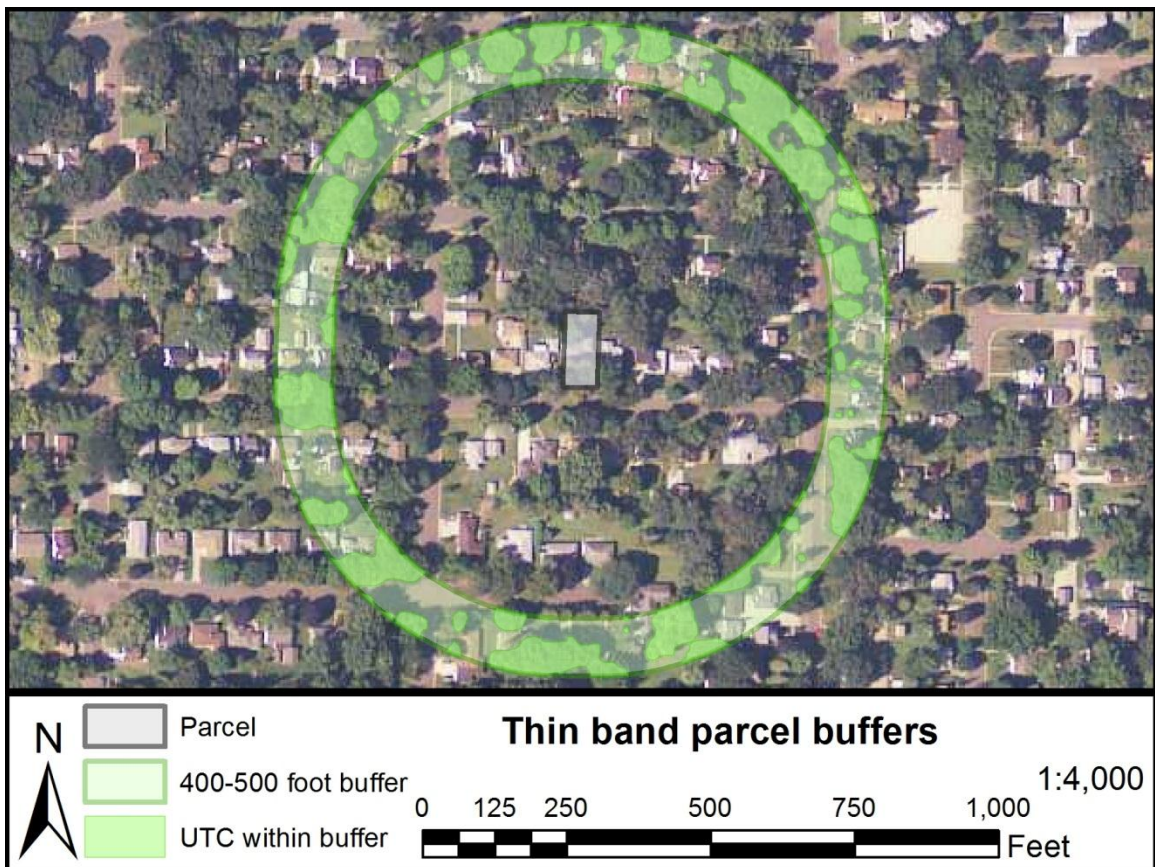 N
Parcel
400-500 foot buffer
UTC within buffer
Thin band parcel buffers
1:4,000
0 125 250 500 750 1,000
Feet